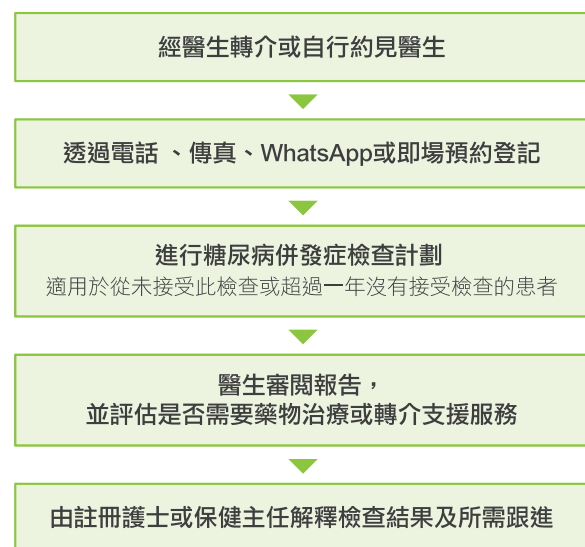 經醫生轉介或自行約見醫生
透過電話 、傳真、WhatsApp或即場預約登記
進行糖尿病併發症檢查計劃
適用於從未接受此檢查或超過一年沒有接受檢查的患者
醫生審閱報告，
並評估是否需要藥物治療或轉介支援服務
由註冊護士或保健主任解釋檢查結果及所需跟進